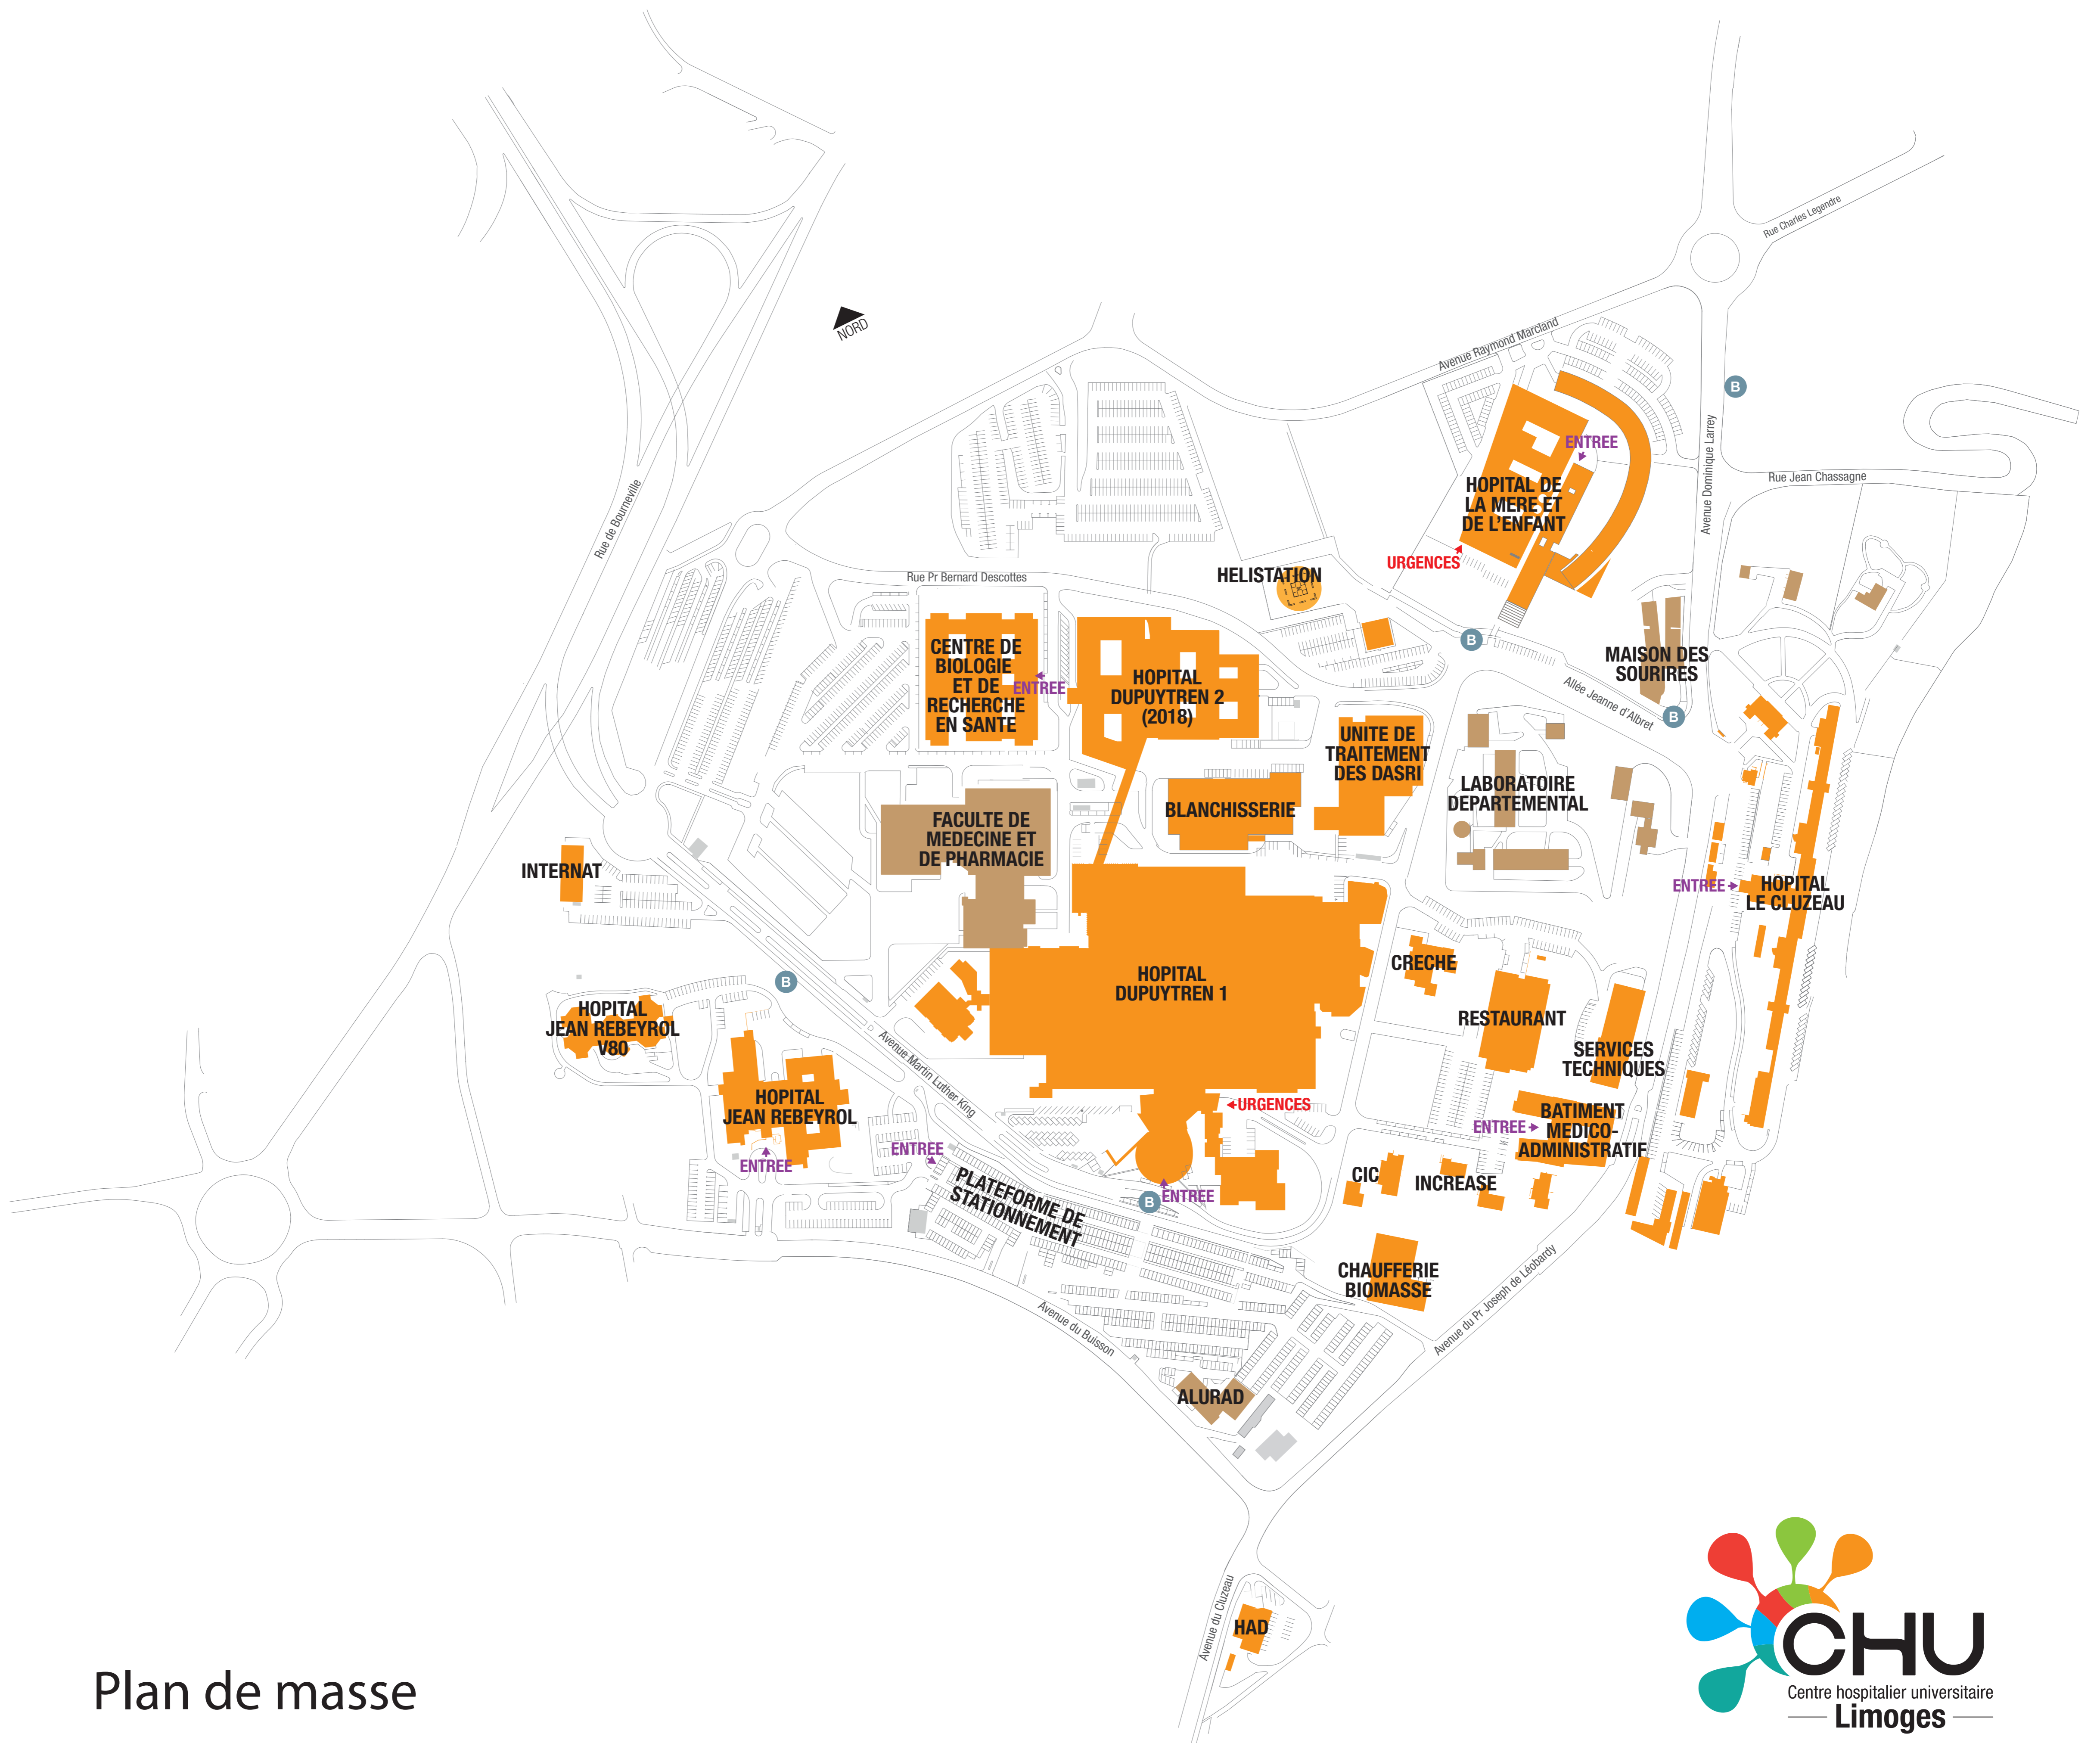 Rue Charles Legendre
NORD
Avenue Raymond Marcland
B
ENTREE
Avenue Dominique Larrey
Rue Jean Chassagne
Rue de Bourneville
HOPITAL DE
LA MERE ET
DE L'ENFANT
URGENCES
HELISTATION
Rue Pr Bernard Descottes
B
CENTRE DE
BIOLOGIE
ET DE
RECHERCHE
EN SANTE
ENTREE
HOPITAL
DUPUYTREN 2
(2018)
MAISON DES
SOURIRES
Allée Jeanne d'Albret
B
UNITE DE
TRAITEMENT
DES DASRI
LABORATOIRE
DEPARTEMENTAL
BLANCHISSERIE
FACULTE DE
MEDECINE ET
DE PHARMACIE
INTERNAT
ENTREE
HOPITAL
LE CLUZEAU
CRECHE
HOPITAL
DUPUYTREN 1
B
RESTAURANT
HOPITAL
JEAN REBEYROL
V80
SERVICES
TECHNIQUES
Avenue Martin Luther King
HOPITAL
JEAN REBEYROL
URGENCES
BATIMENT
MEDICO-
ADMINISTRATIF
ENTREE
ENTREE
ENTREE
CIC
INCREASE
PLATEFORME DE
STATIONNEMENT
B
ENTREE
CHAUFFERIE
BIOMASSE
Avenue du Pr Joseph de Léobardy
Avenue du Buisson
ALURAD
Avenue du Cluzeau
HAD
Plan de masse
CHU
Centre hospitalier universitaire
Limoges